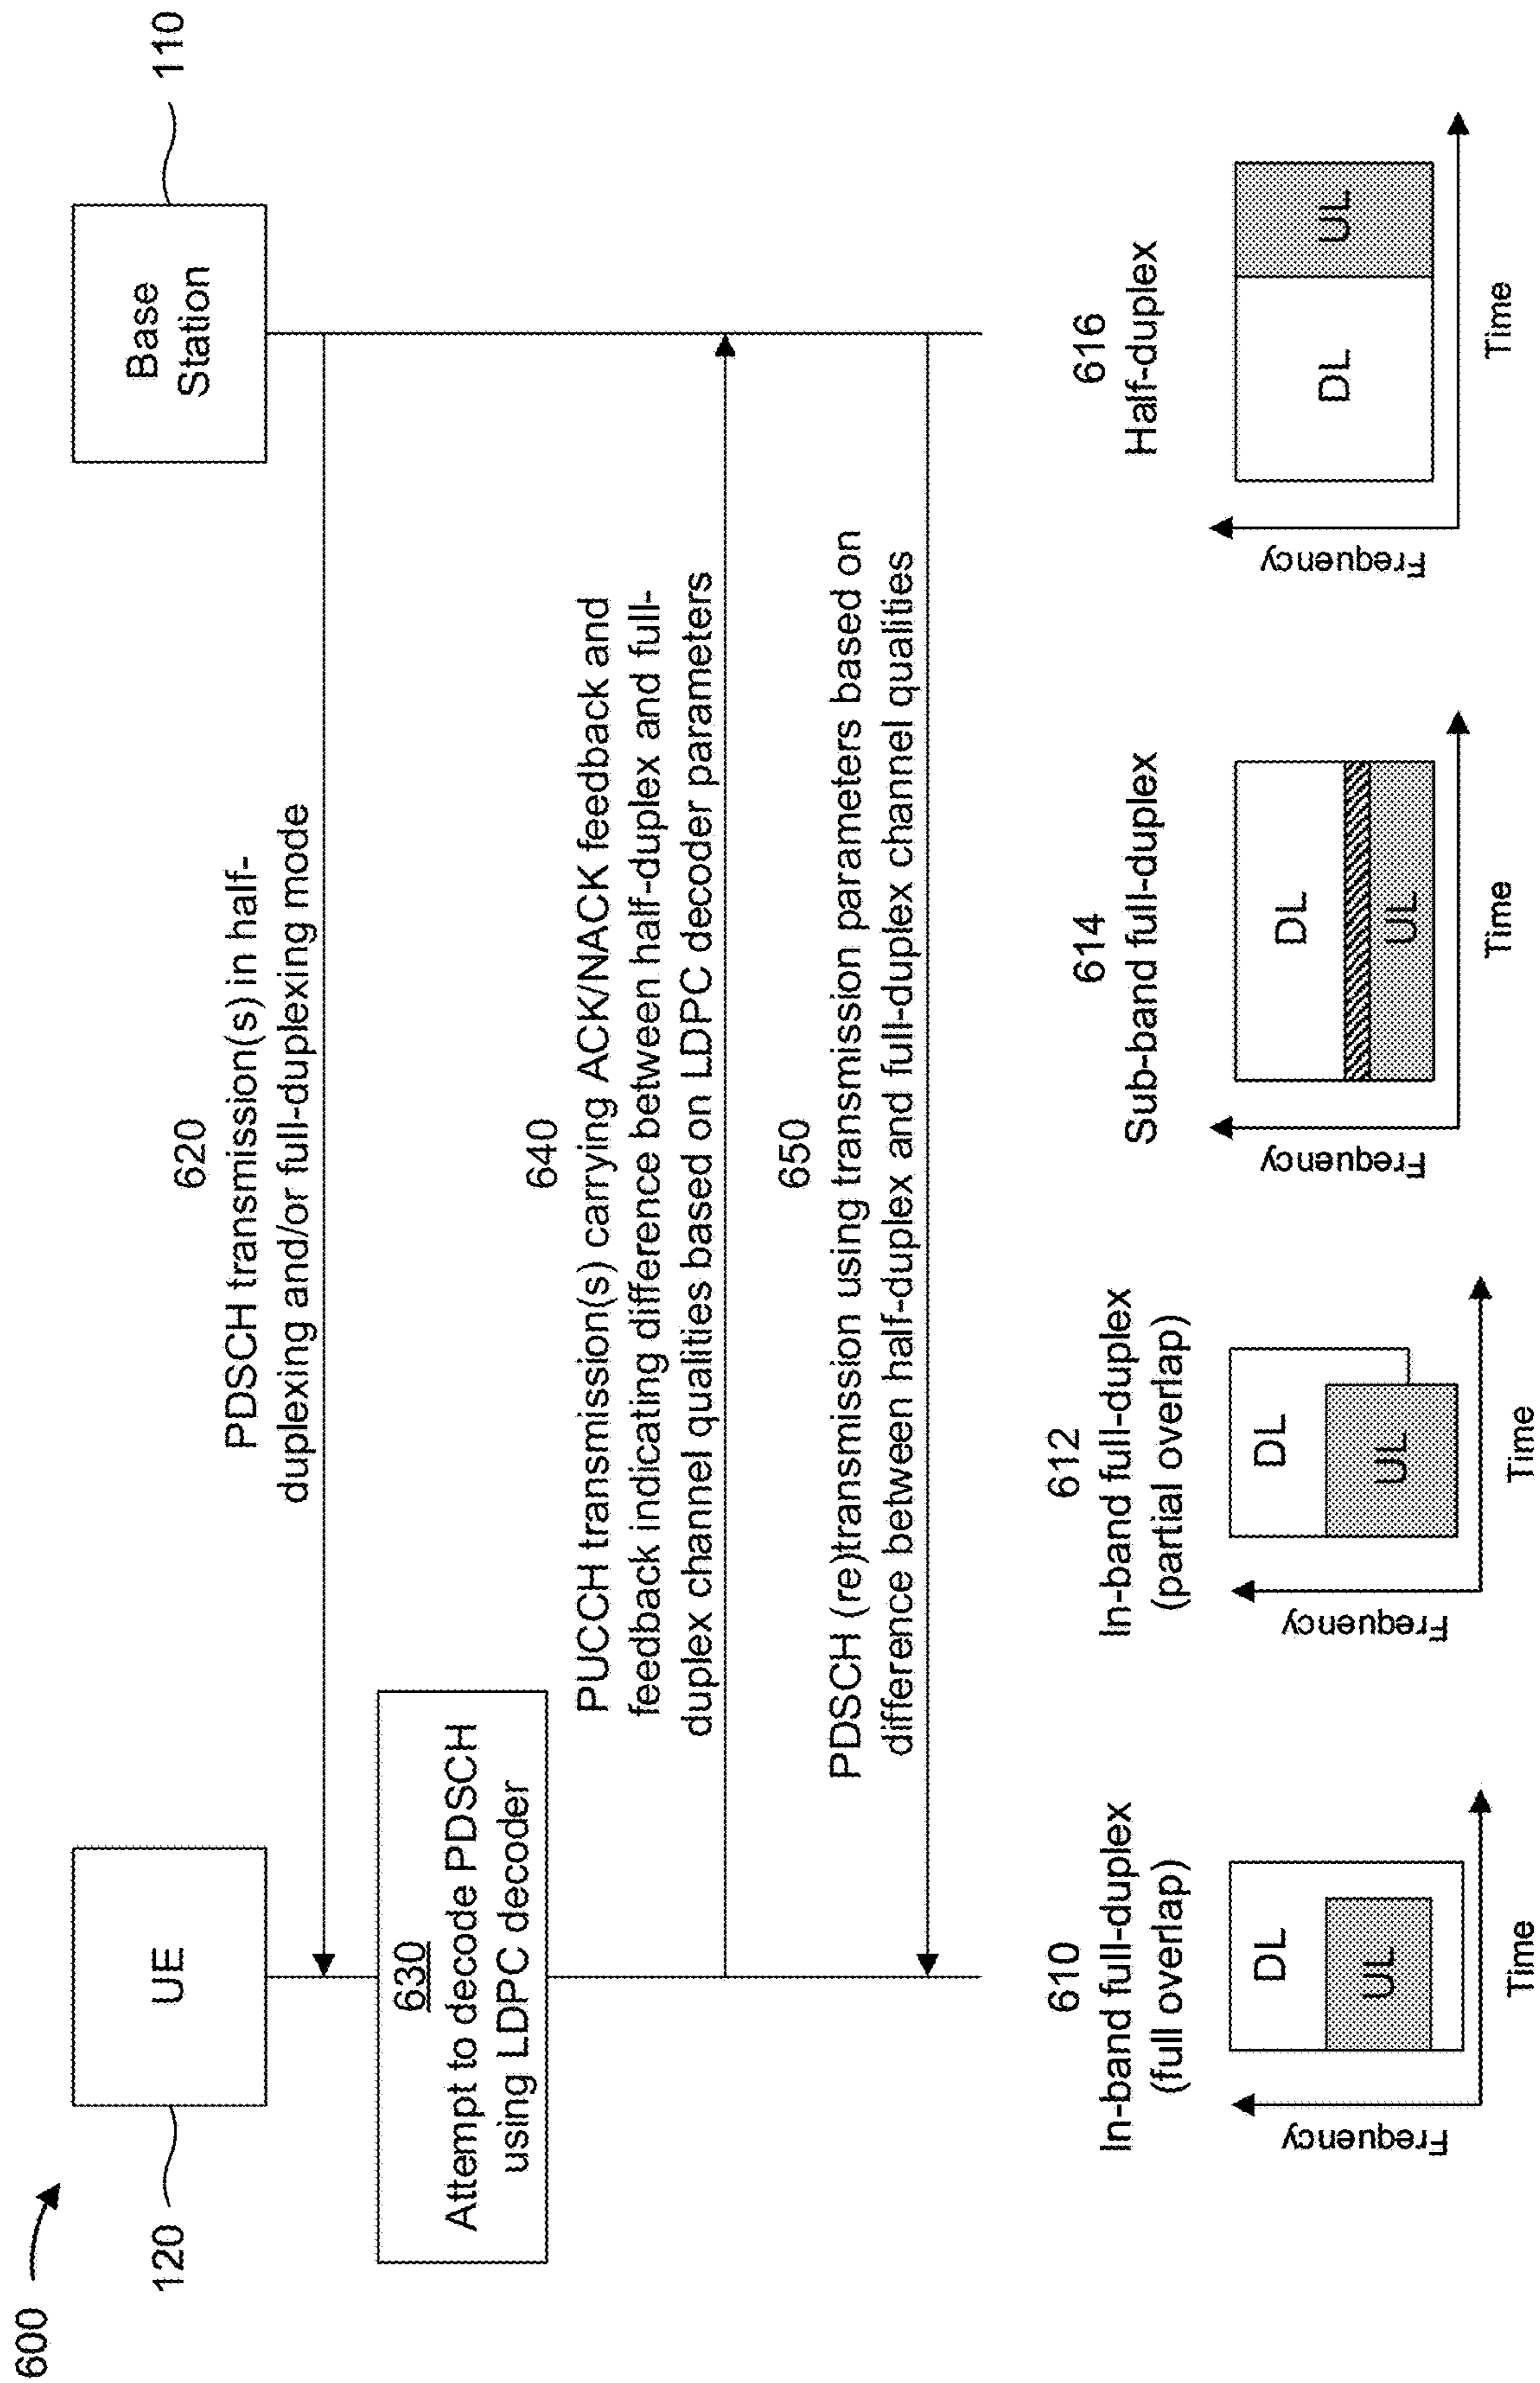 600
UE
120
Base
Station
110
620
PDSCH transmission(s) in half-
duplexing and/or full-duplexing mode
630
Attempt to decode PDSCH
using LDPC decoder
640
PUCCH transmission(s) carrying ACK/NACK feedback and
feedback indicating difference between half-duplex and full-
duplex channel qualities based on LDPC decoder parameters
650
PDSCH (re)transmission using transmission parameters based on
difference between half-duplex and full-duplex channel qualities
610
In-band full-duplex
(full overlap)
Frequency
DL
UL
Time
612
In-band full-duplex
(partial overlap)
Frequency
DL
UL
Time
614
Sub-band full-duplex
Frequency
DL
UL
Time
616
Half-duplex
Frequency
DL
UL
Time